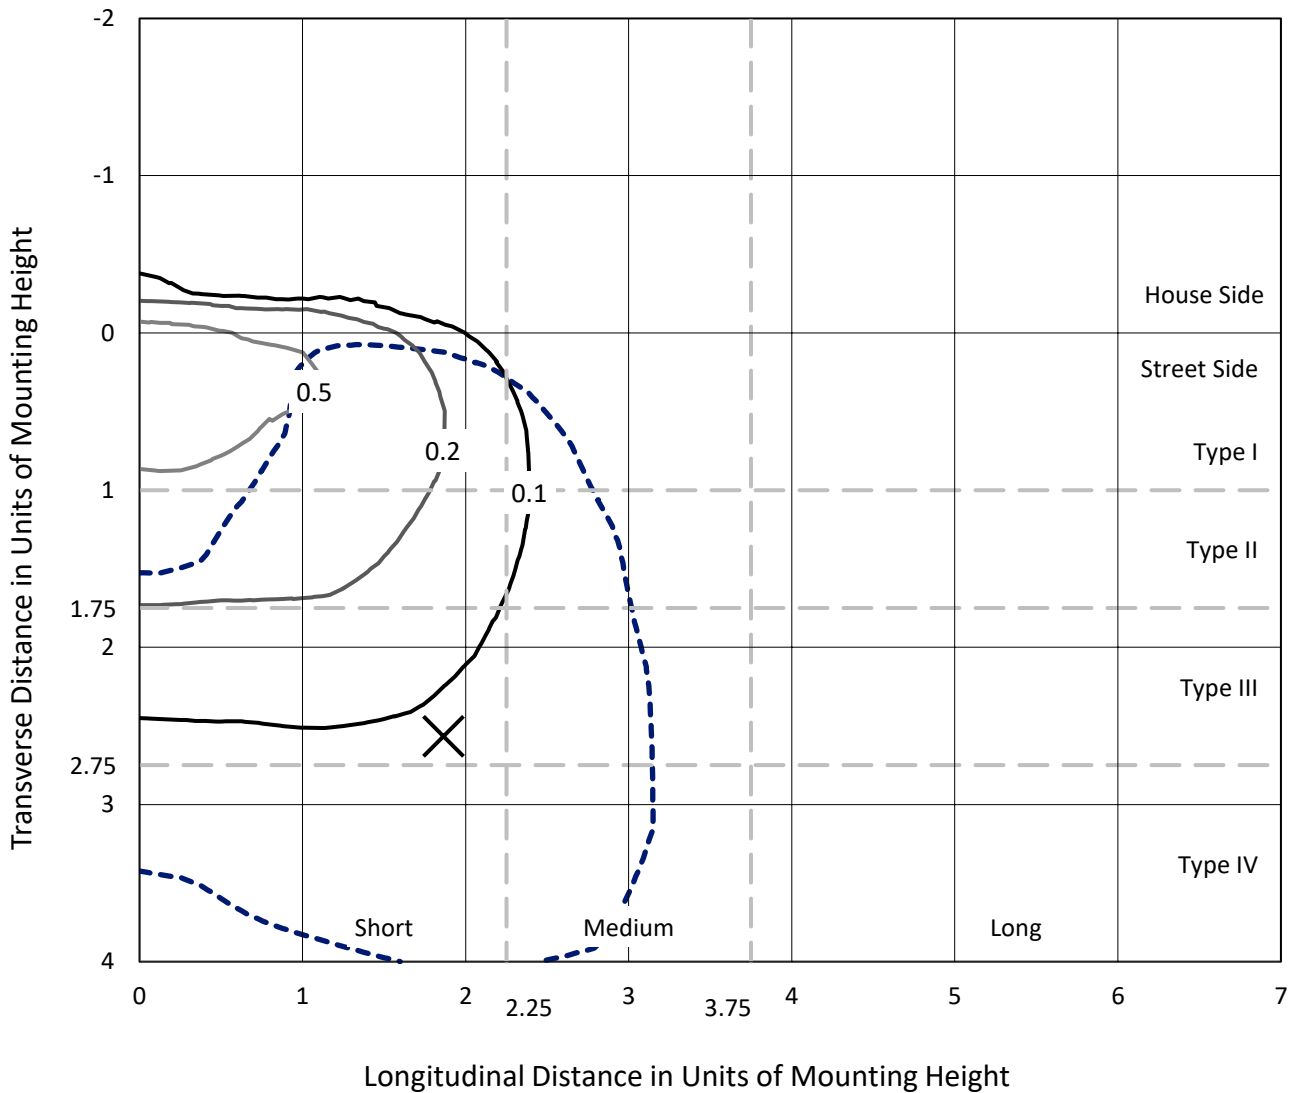 -2
-1
House Side
0
Street Side
0.5
0.2
Type I
1
0.1
Type II
1.75
2
Type III
2.75
3
Type IV
Short
Medium
Long
4
0
1
2
2.25
3
3.75
4
5
6
7
Transverse Distance in Units of Mounting Height
Longitudinal Distance in Units of Mounting Height